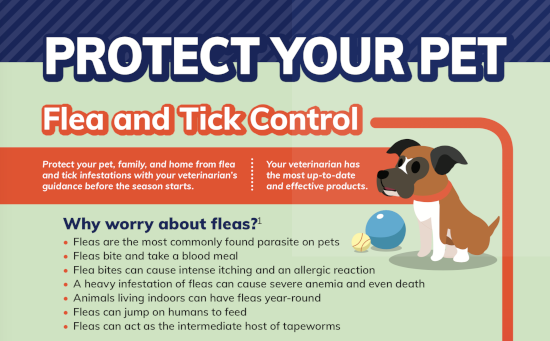 PROTECT YOUR PET
Flea and Tick Control
Protect your pet, family, and home from flea
and tick infestations with your veterinarian's
guidance before the season starts.
Your veterinarian has
the most up-to-date
and effective products.
Why worry about fleas?¹
• Fleas are the most commonly found parasite on pets
• Fleas bite and take a blood meal
• Flea bites can cause intense itching and an allergic reaction
• A heavy infestation of fleas can cause severe anemia and even death
• Animals living indoors can have fleas year-round
• Fleas can jump on humans to feed
• Fleas can act as the intermediate host of tapeworms